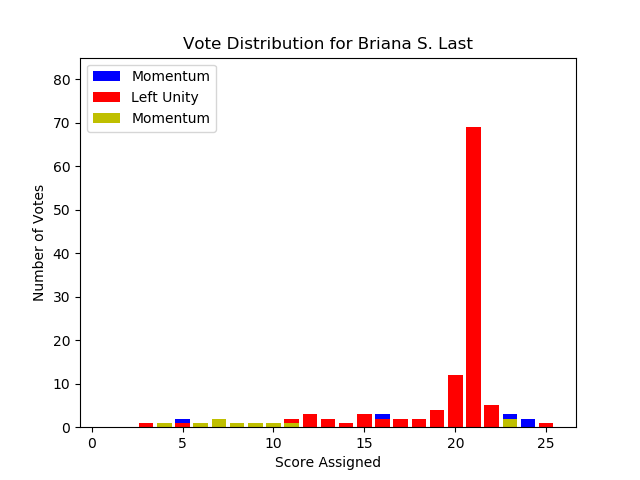 Vote Distribution for Briana S. Last
Momentum
Left Unity
Momentum
Number of Votes
80
70
60
50
40
30
20
10
0
0 5 10 15 20 25
Score Assigned